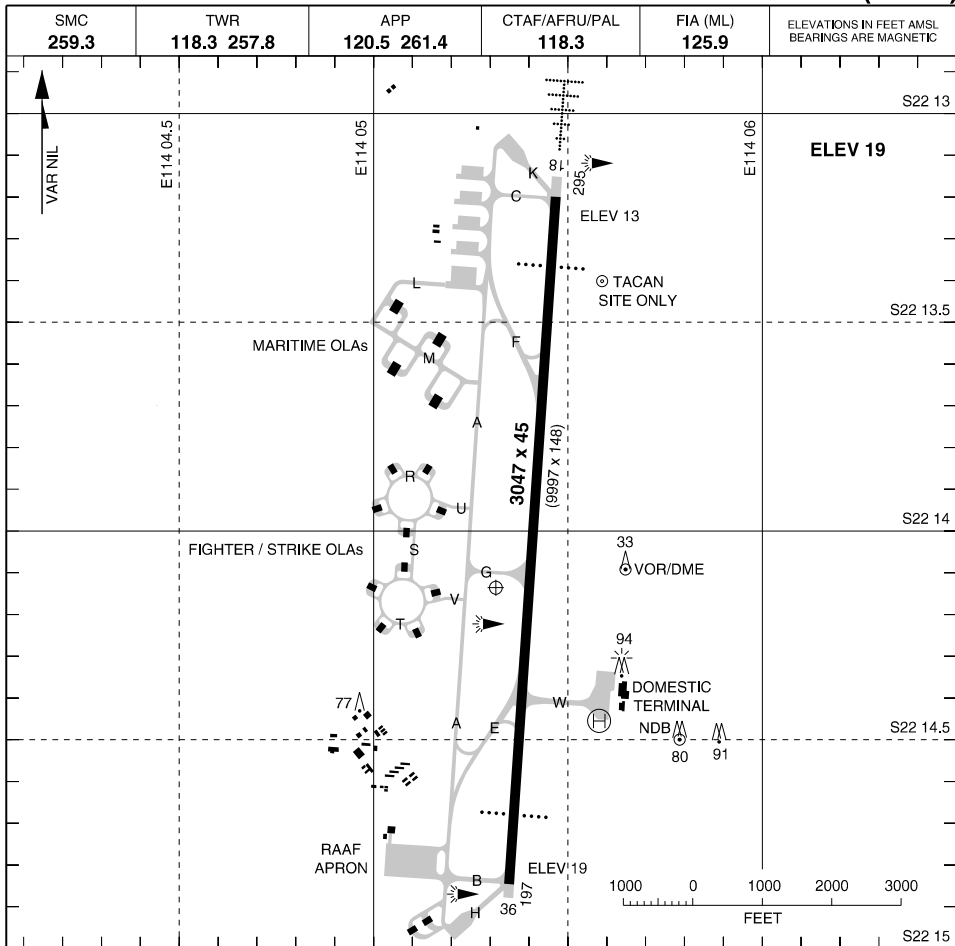 SMC
259.3
TWR
118.3 257.8
APP
120.5 261.4
CTAF/AFRU/PAL
118.3
FIA (ML)
125.9
ELEVATIONS IN FEET AMSL
BEARINGS ARE MAGNETIC
VAR NIL
E114 04.5
E114 05
E114 06
S22 13
ELEV 19
K
C
18
295
ELEV 13
TACAN
SITE ONLY
L
S22 13.5
MARITIME OLAs
M
F
A
3047 x 45
(9997 x 148)
R
U
S22 14
FIGHTER / STRIKE OLAs
S
G
33
VOR/DME
V
T
94
DOMESTIC
TERMINAL
77
W
H
A
E
NDB
80
91
S22 14.5
RAAF
APRON
ELEV 19
B
H
36
197
1000
0
1000
2000
3000
FEET
S22 15